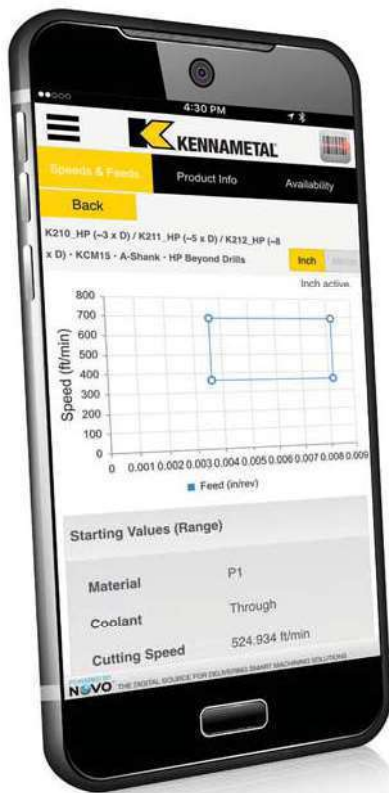 4:30 PM
KENNAMETAL
Speeds & Feeds Product Info Availability
Back
K210_HP (~3 x D) / K211_HP (~5 x D) / K212_HP (~8
x D) · KCM15 · A-Shank · HP Beyond Drills
Inch
Inch active
800
700
600
500
400
300
200
100
0
Speed (ft/min)
0 0.001 0.002 0.003 0.004 0.005 0.006 0.007 0.008 0.009
Feed (in/rev)
Starting Values (Range)
Material P1
Coolant Through
Cutting Speed 524.934 ft/min
POWERED BY
NOVO THE DIGITAL SOURCE FOR DELIVERING SMART MACHINING SOLUTIONS